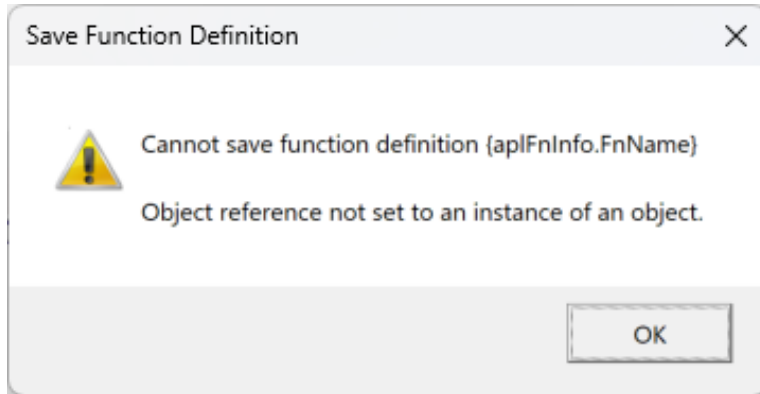 Save Function Definition
Cannot save function definition {aplFnInfo.FnName}
Object reference not set to an instance of an object.
OK